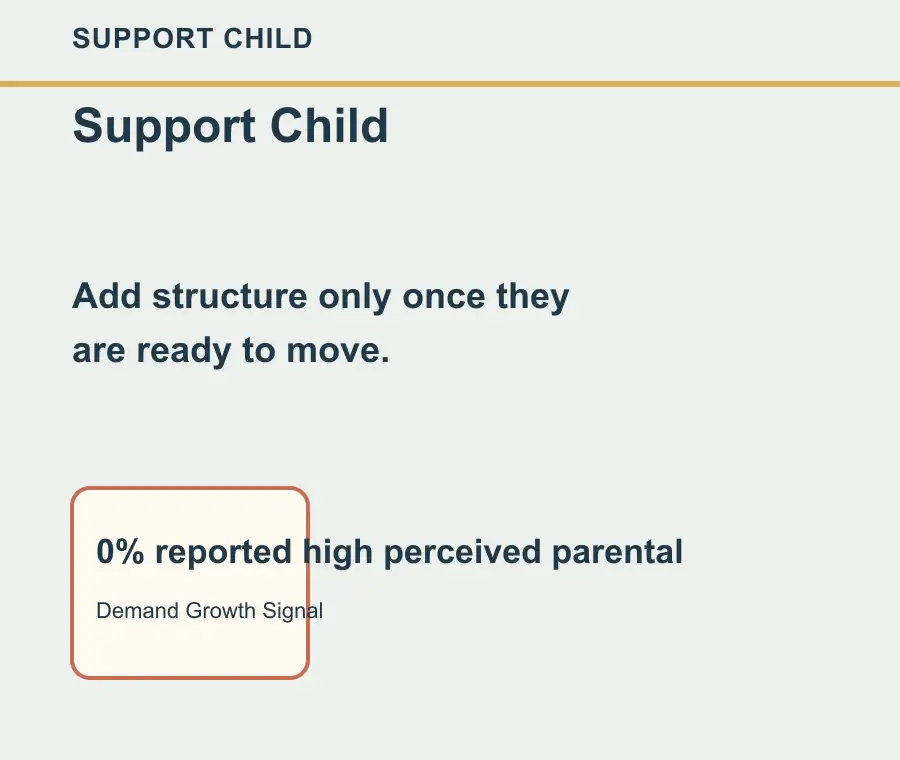 SUPPORT CHILD
Support Child
Add structure only once they
are ready to move.
0% reported high perceived parental
Demand Growth Signal